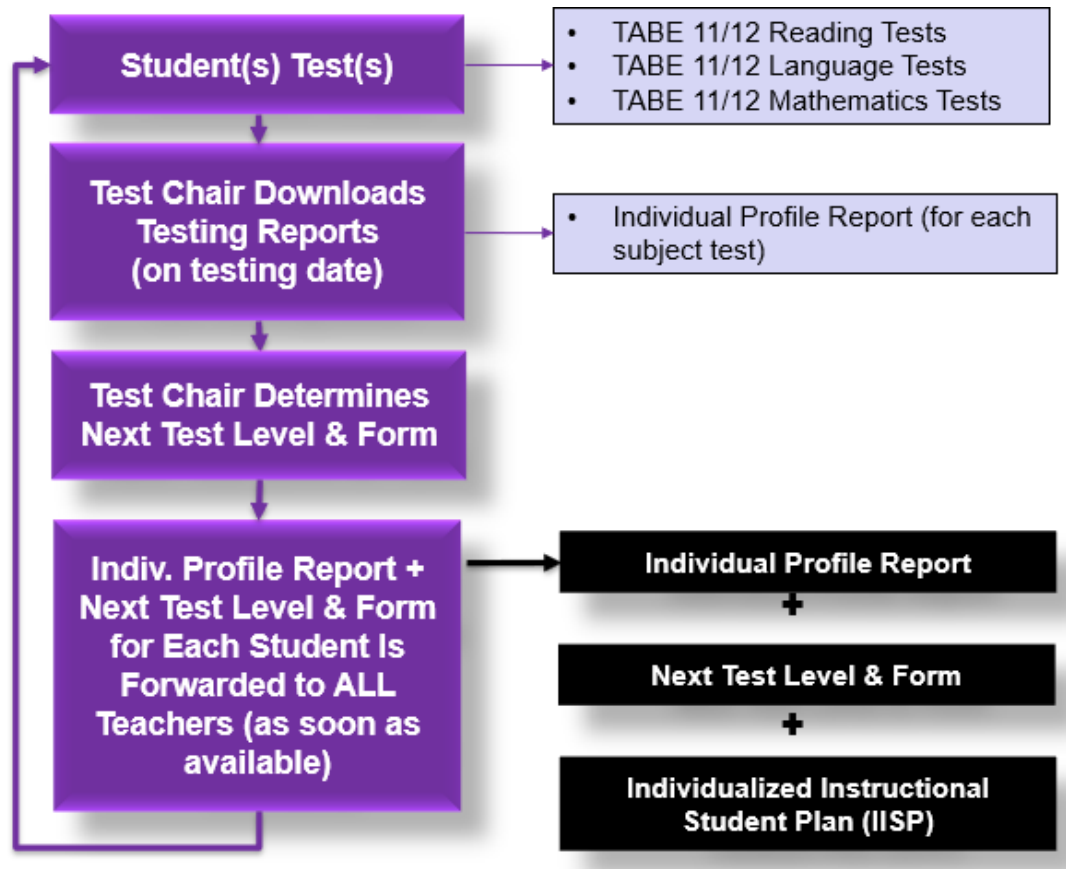 Student(s) Test(s)
• TABE 11/12 Reading Tests
• TABE 11/12 Language Tests
• TABE 11/12 Mathematics Tests
Test Chair Downloads
Testing Reports
(on testing date)
• Individual Profile Report (for each
subject test)
Test Chair Determines
Next Test Level & Form
Indiv. Profile Report +
Next Test Level & Form
for Each Student Is
Forwarded to ALL
Teachers (as soon as
available)
Individual Profile Report
+
Next Test Level & Form
+
Individualized Instructional
Student Plan (IISP)